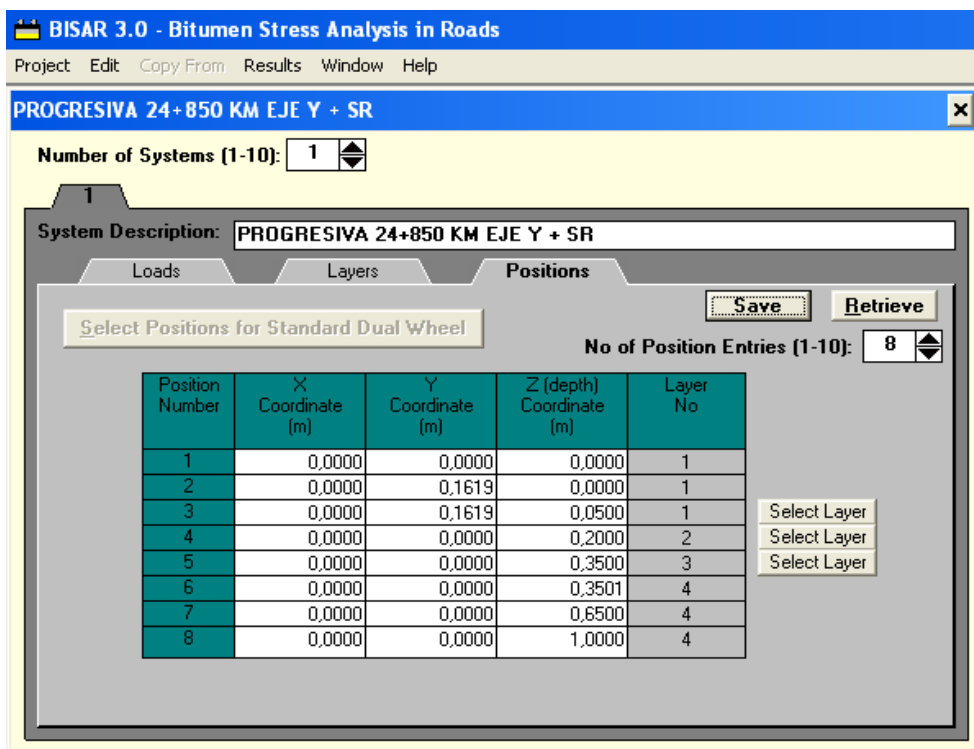 BISAR 3.0 - Bitumen Stress Analysis in Roads
Project Edit Copy From Results Window Help
PROGRESIVA 24+850 KM EJE Y + SR
Number of Systems (1-10): 1
1
System Description: PROGRESIVA 24+850 KM EJE Y + SR
Loads Layers Positions
Save Retrieve
Select Positions for Standard Dual Wheel
No of Position Entries (1-10): 8
Position Number X Coordinate (m) Y Coordinate (m) Z (depth) Coordinate (m) Layer No
1 0,0000 0,0000 0,0000 1
2 0,0000 0,1619 0,0000 1
3 0,0000 0,1619 0,0500 1 Select Layer
4 0,0000 0,0000 0,2000 2 Select Layer
5 0,0000 0,0000 0,3500 3 Select Layer
6 0,0000 0,0000 0,3501 4
7 0,0000 0,0000 0,6500 4
8 0,0000 0,0000 1,0000 4